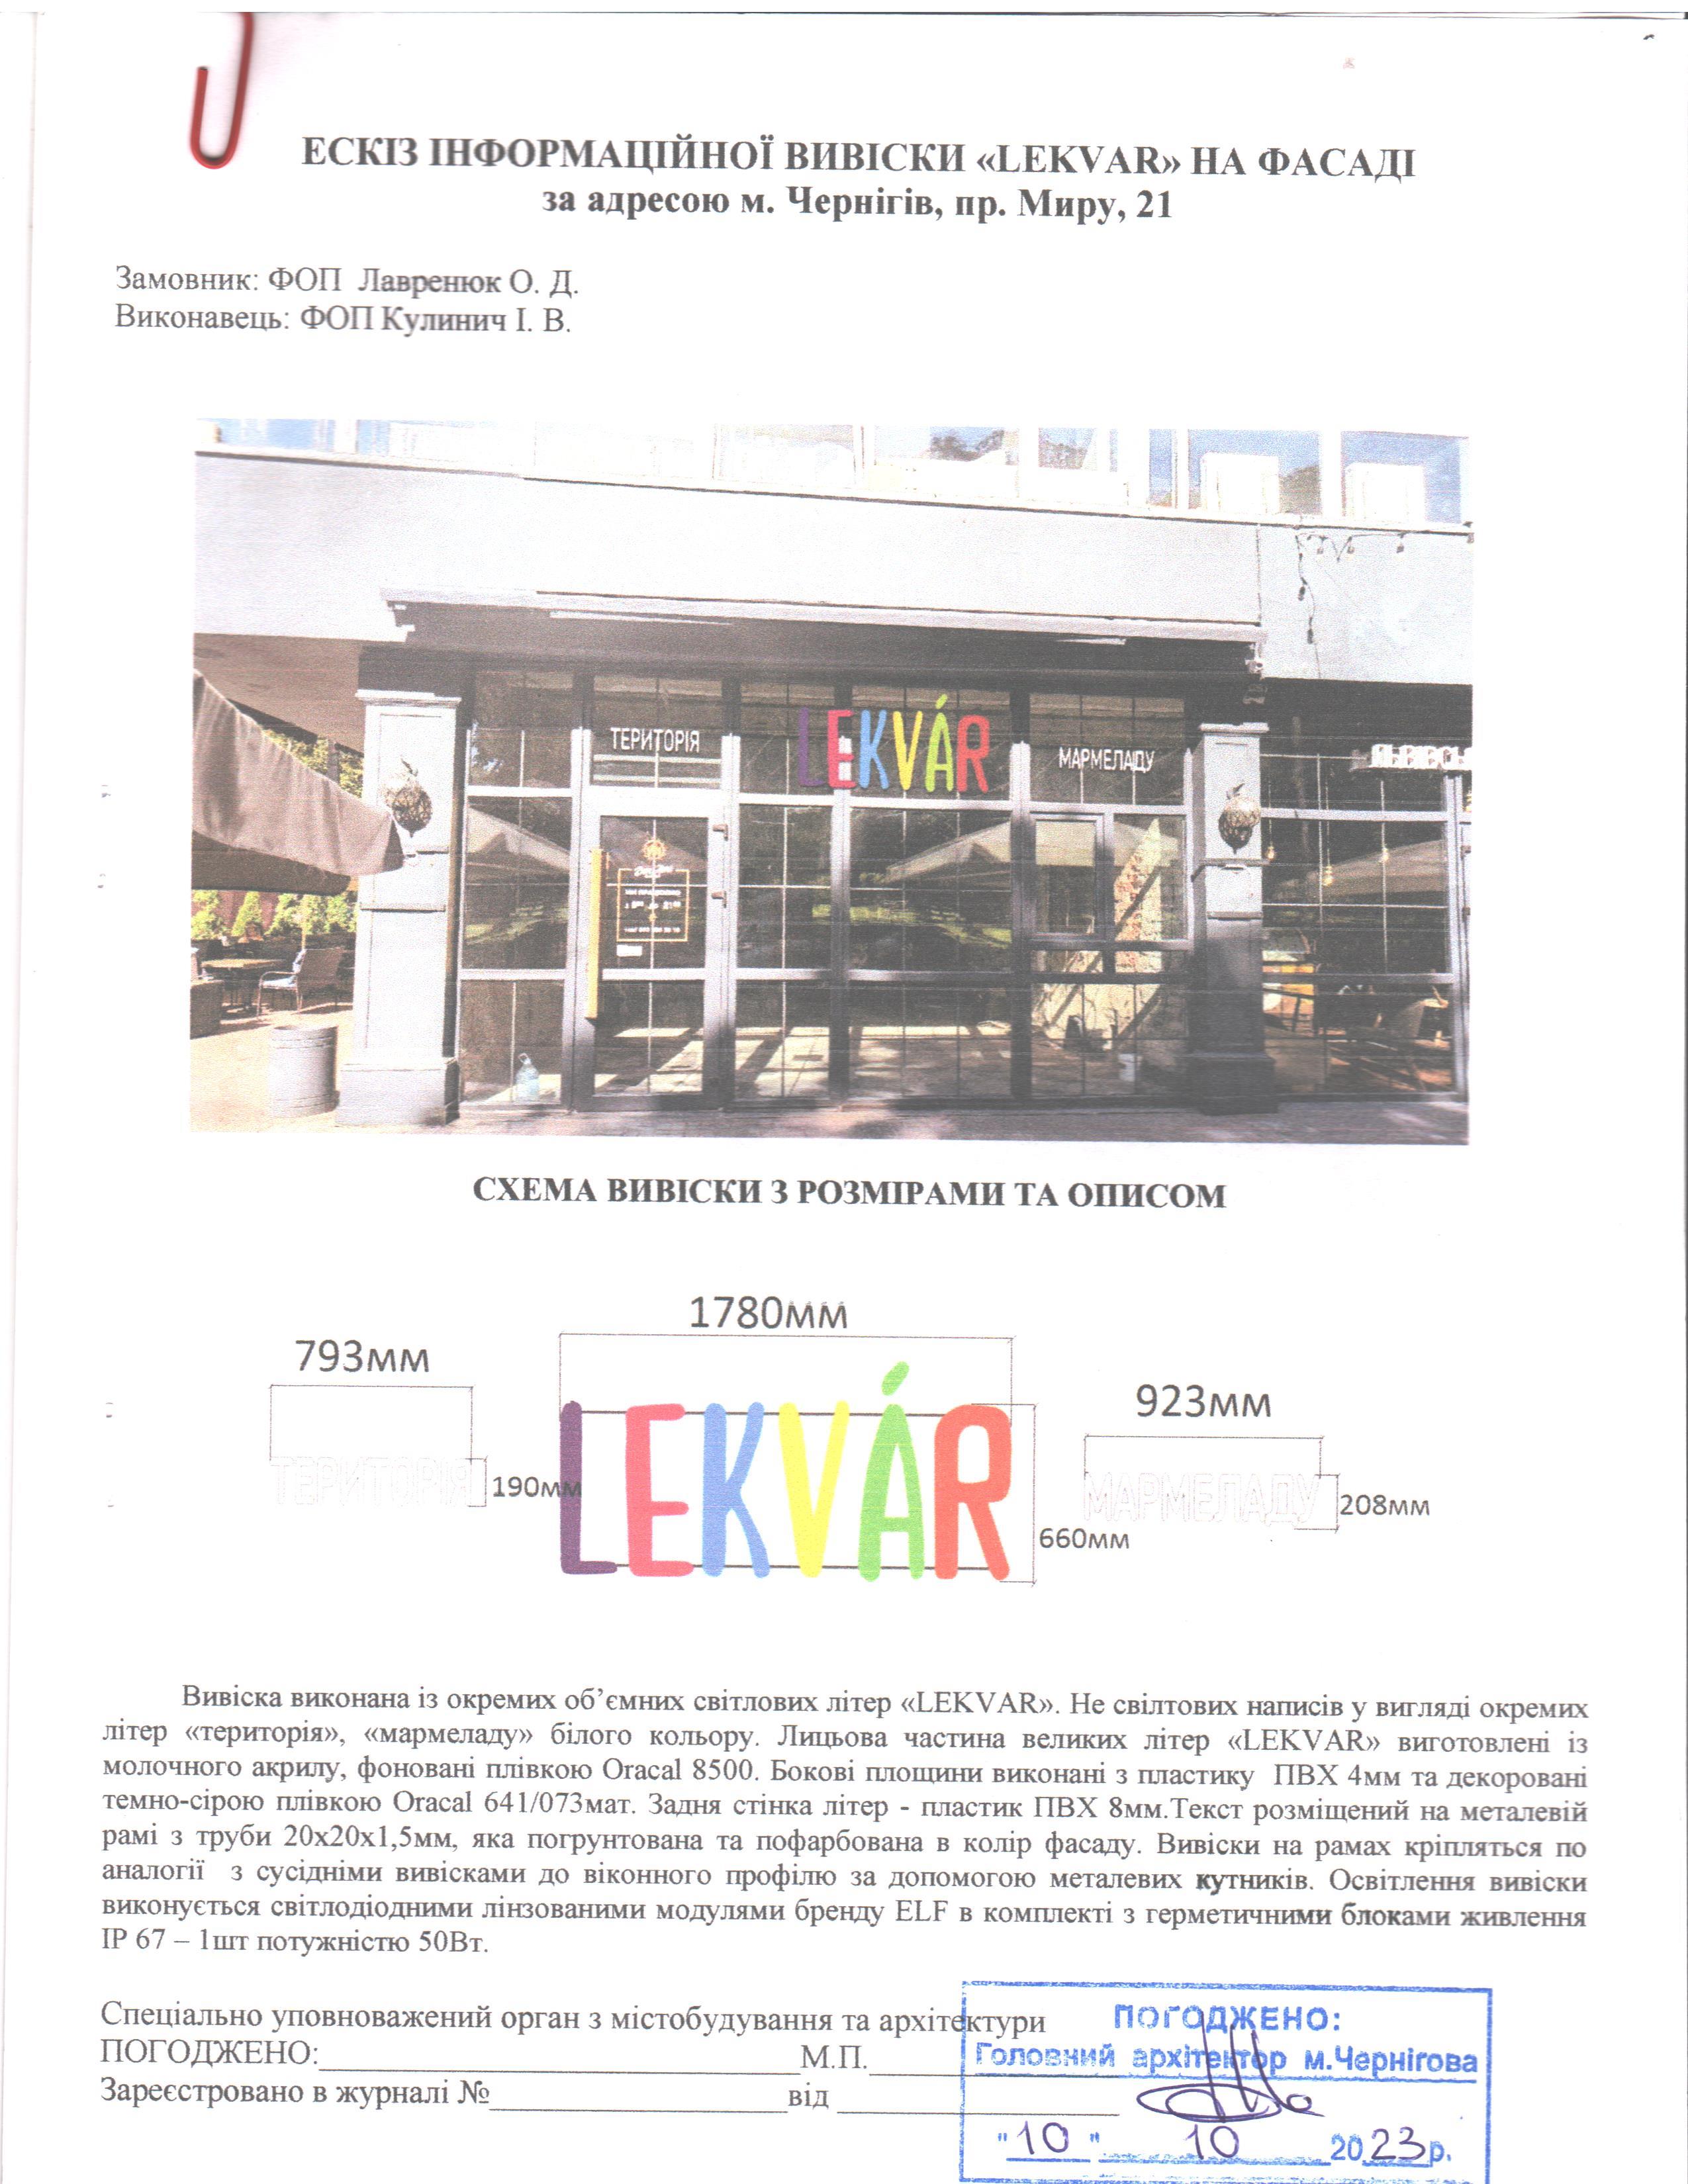 ЕСКІЗ ІНФОРМАЦІЙНОЇ ВИВІСКИ «LEKVAR» НА ФАСАДІ
за адресою м. Чернігів, пр. Миру, 21
Замовник: ФОП Лавренюк О. Д.
Виконавець: ФОП Кулинич І. В.
ТЕРИТОРІЯ
LEKVÁR
МАРМЕЛАДУ
СХЕМА ВИВІСКИ З РОЗМІРАМИ ТА ОПИСОМ
1780мм
793мм
923мм
ТЕРИТОРІЯ
190мм
LEKVÁR
660мм
МАРМЕЛАДУ
208мм
Вивіска виконана із окремих об’ємних світлових літер «LEKVAR». Не свілтових написів у вигляді окремих
літер «територія», «мармеладу» білого кольору. Лицьова частина великих літер «LEKVAR» виготовлені із
молочного акрилу, фоновані плівкою Oracal 8500. Бокові площини виконані з пластику ПВХ 4мм та декоровані
темно-сірою плівкою Oracal 641/073мат. Задня стінка літер - пластик ПВХ 8мм.Текст розміщений на металевій
рамі з труби 20х20х1,5мм, яка погрунтована та пофарбована в колір фасаду. Вивіски на рамах кріпляться по
аналогії з сусідніми вивісками до віконного профілю за допомогою металевих кутників. Освітлення вивіски
виконується світлодіодними лінзованими модулями бренду ELF в комплекті з герметичними блоками живлення
IP 67 – 1шт потужністю 50Вт.
Спеціально уповноважений орган з містобудування та архітектури
ПОГОДЖЕНО:____________ М.П.____________
Зареєстровано в журналі №____________ від ____________
ПОГОДЖЕНО:
Головний архітектор м.Чернігова
"10" 10 2023р.